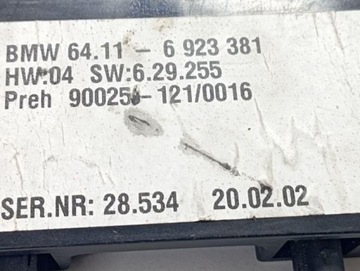 BMW 64.11 - 6 923 381
HW:04 SW:6.29.255
Preh 90025 -121/0016
SER.NR: 28.534 20.02.02